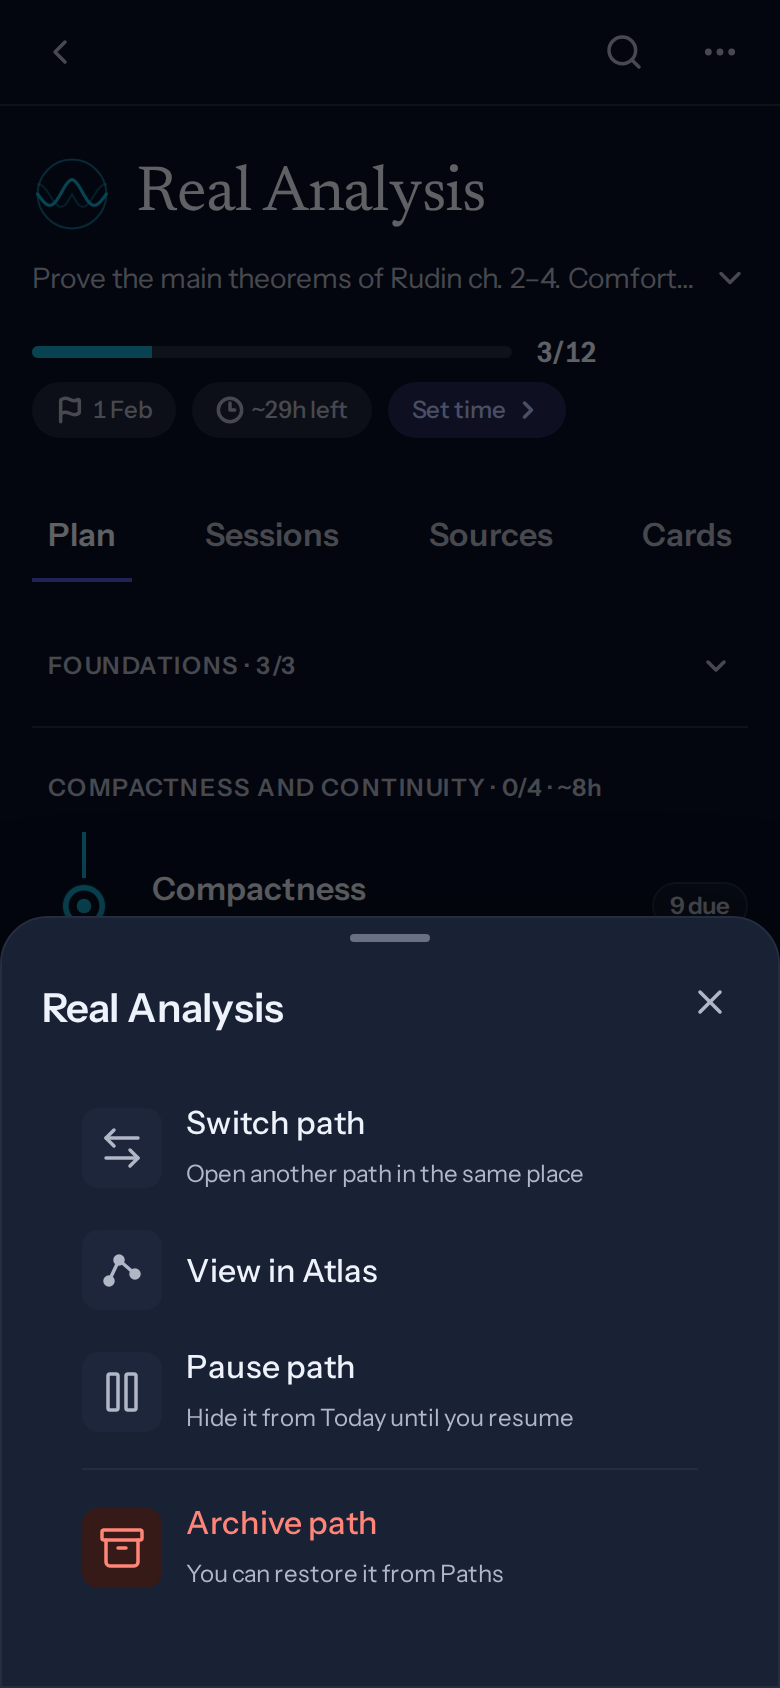 Real Analysis
Prove the main theorems of Rudin ch. 2–4. Comfort...
3/12
1 Feb
~29h left
Set time
Plan
Sessions
Sources
Cards
FOUNDATIONS · 3/3
COMPACTNESS AND CONTINUITY · 0/4 · ~8h
Compactness
9 due
Real Analysis
Switch path
Open another path in the same place
View in Atlas
Pause path
Hide it from Today until you resume
Archive path
You can restore it from Paths